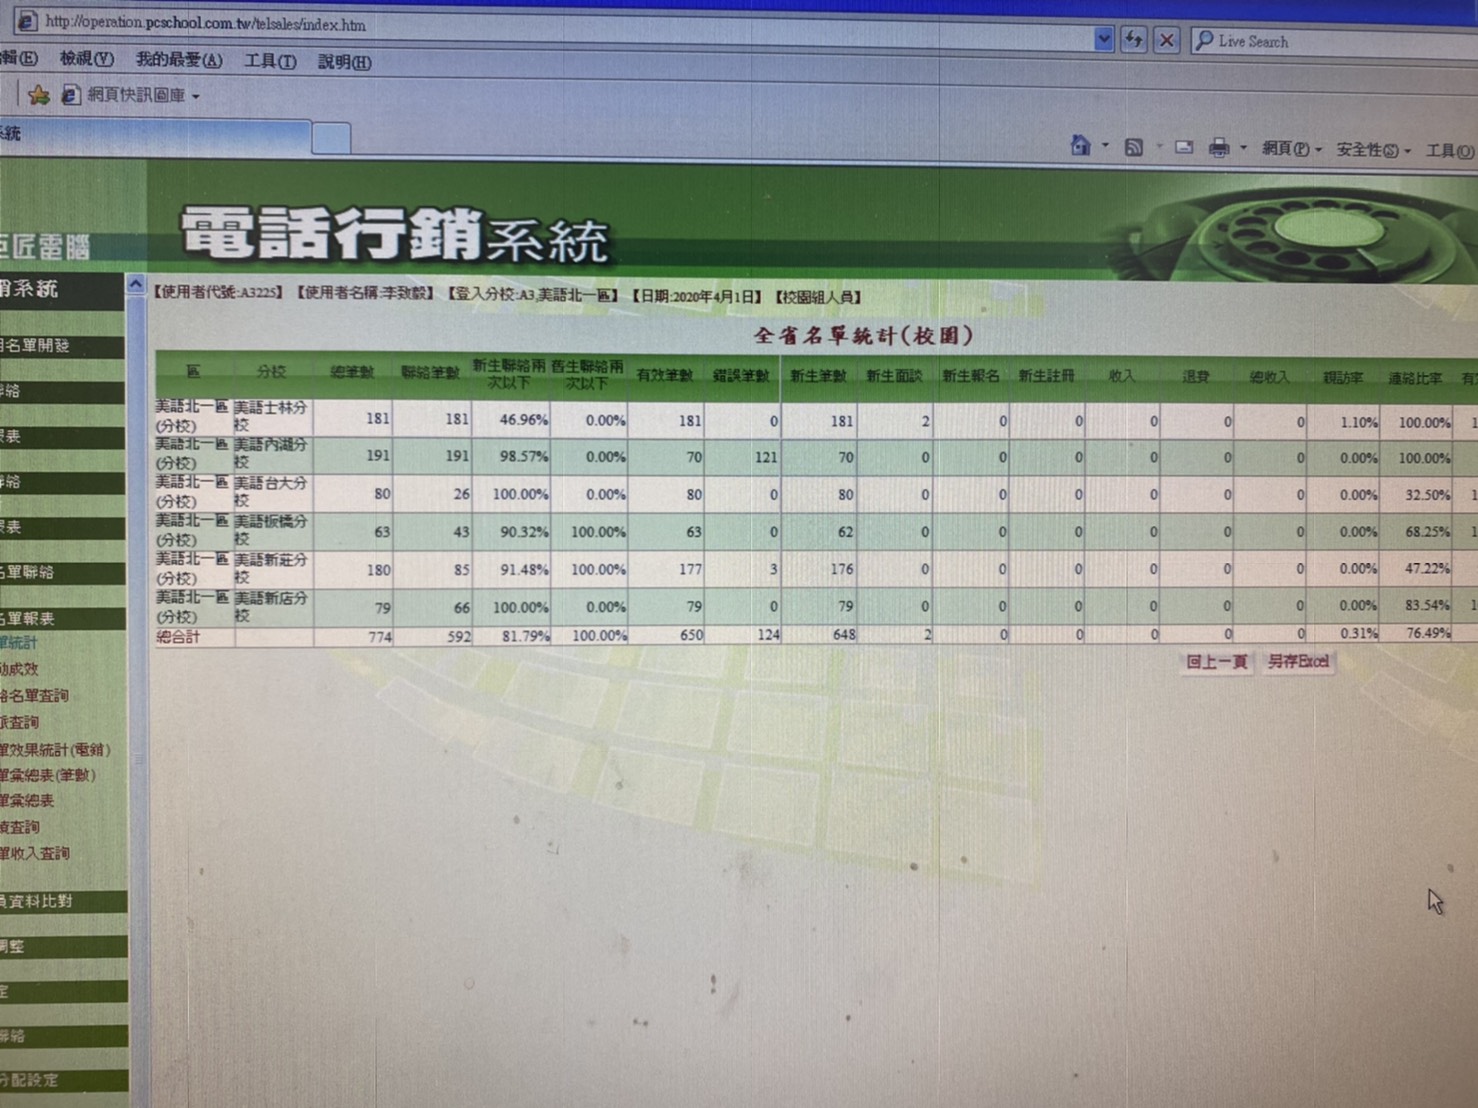 http://operation.pcschool.com.tw/telsales/index.htm
Live Search
輯(E) 檢視(V) 我的最愛(A) 工具(T) 說明(H)
網頁快訊圖庫
系統
網頁(P) 安全性(S) 工具(O)
巨匠電腦
電話行銷系統
銷系統
【使用者代號:A3225】【使用者名稱:李致毅】【登入分校:A3,美語北一區】【日期:2020年4月1日】【校園組人員】
全省名單統計(校園)
區 分校 總筆數 聯絡筆數 新生聯絡兩次以下 舊生聯絡兩次以下 有效筆數 錯誤筆數 新生筆數 新生面談 新生報名 新生註冊 收入 退費 總收入 親訪率 連絡比率 有
美語北一區(分校) 美語士林分校 181 181 46.96% 0.00% 181 0 181 2 0 0 0 0 0 1.10% 100.00% 1
美語北一區(分校) 美語內湖分校 191 191 98.57% 0.00% 70 121 70 0 0 0 0 0 0 0.00% 100.00%
美語北一區(分校) 美語台大分校 80 26 100.00% 0.00% 80 0 80 0 0 0 0 0 0 0.00% 32.50% 1
美語北一區(分校) 美語板橋分校 63 43 90.32% 100.00% 63 0 62 0 0 0 0 0 0 0.00% 68.25% 1
美語北一區(分校) 美語新莊分校 180 85 91.48% 100.00% 177 3 176 0 0 0 0 0 0 0.00% 47.22%
美語北一區(分校) 美語新店分校 79 66 100.00% 0.00% 79 0 79 0 0 0 0 0 0 0.00% 83.54% 1
總合計 774 592 81.79% 100.00% 650 124 648 2 0 0 0 0 0 0.31% 76.49%
回上一頁 另存Excel
名單開發
聯絡
報表
聯絡
報表
名單聯絡
名單報表
單統計
動成效
絡名單查詢
派查詢
單效果統計(電銷)
單彙總表(筆數)
單彙總表
績查詢
單收入查詢
員資料比對
調整
定
聯絡
分配設定